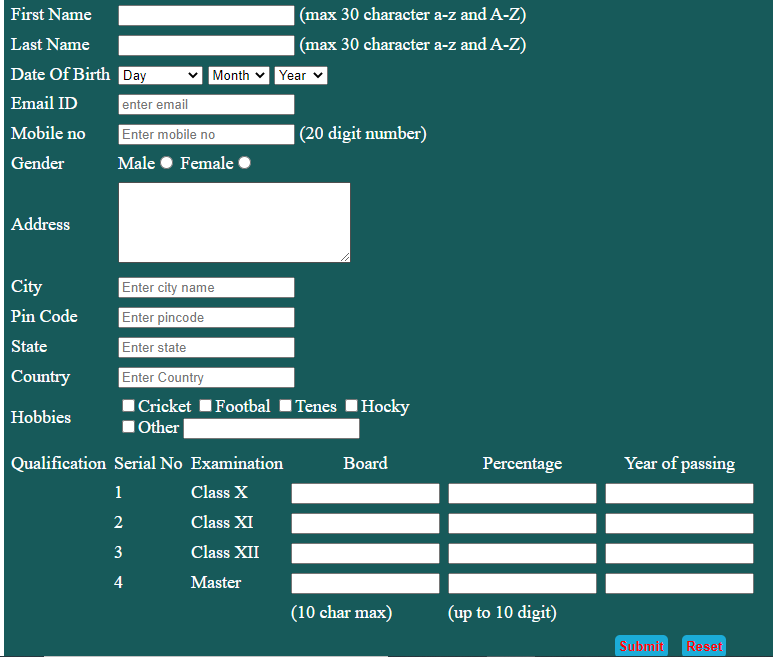 First Name (max 30 character a-z and A-Z)
Last Name (max 30 character a-z and A-Z)
Date Of Birth Day Month Year
Email ID enter email
Mobile no Enter mobile no (20 digit number)
Gender Male Female
Address
City Enter city name
Pin Code Enter pincode
State Enter state
Country Enter Country
Hobbies Cricket Footbal Tenes Hocky
Other
Qualification Serial No Examination Board Percentage Year of passing
1 Class X
2 Class XI
3 Class XII
4 Master
(10 char max) (up to 10 digit)
Submit Reset